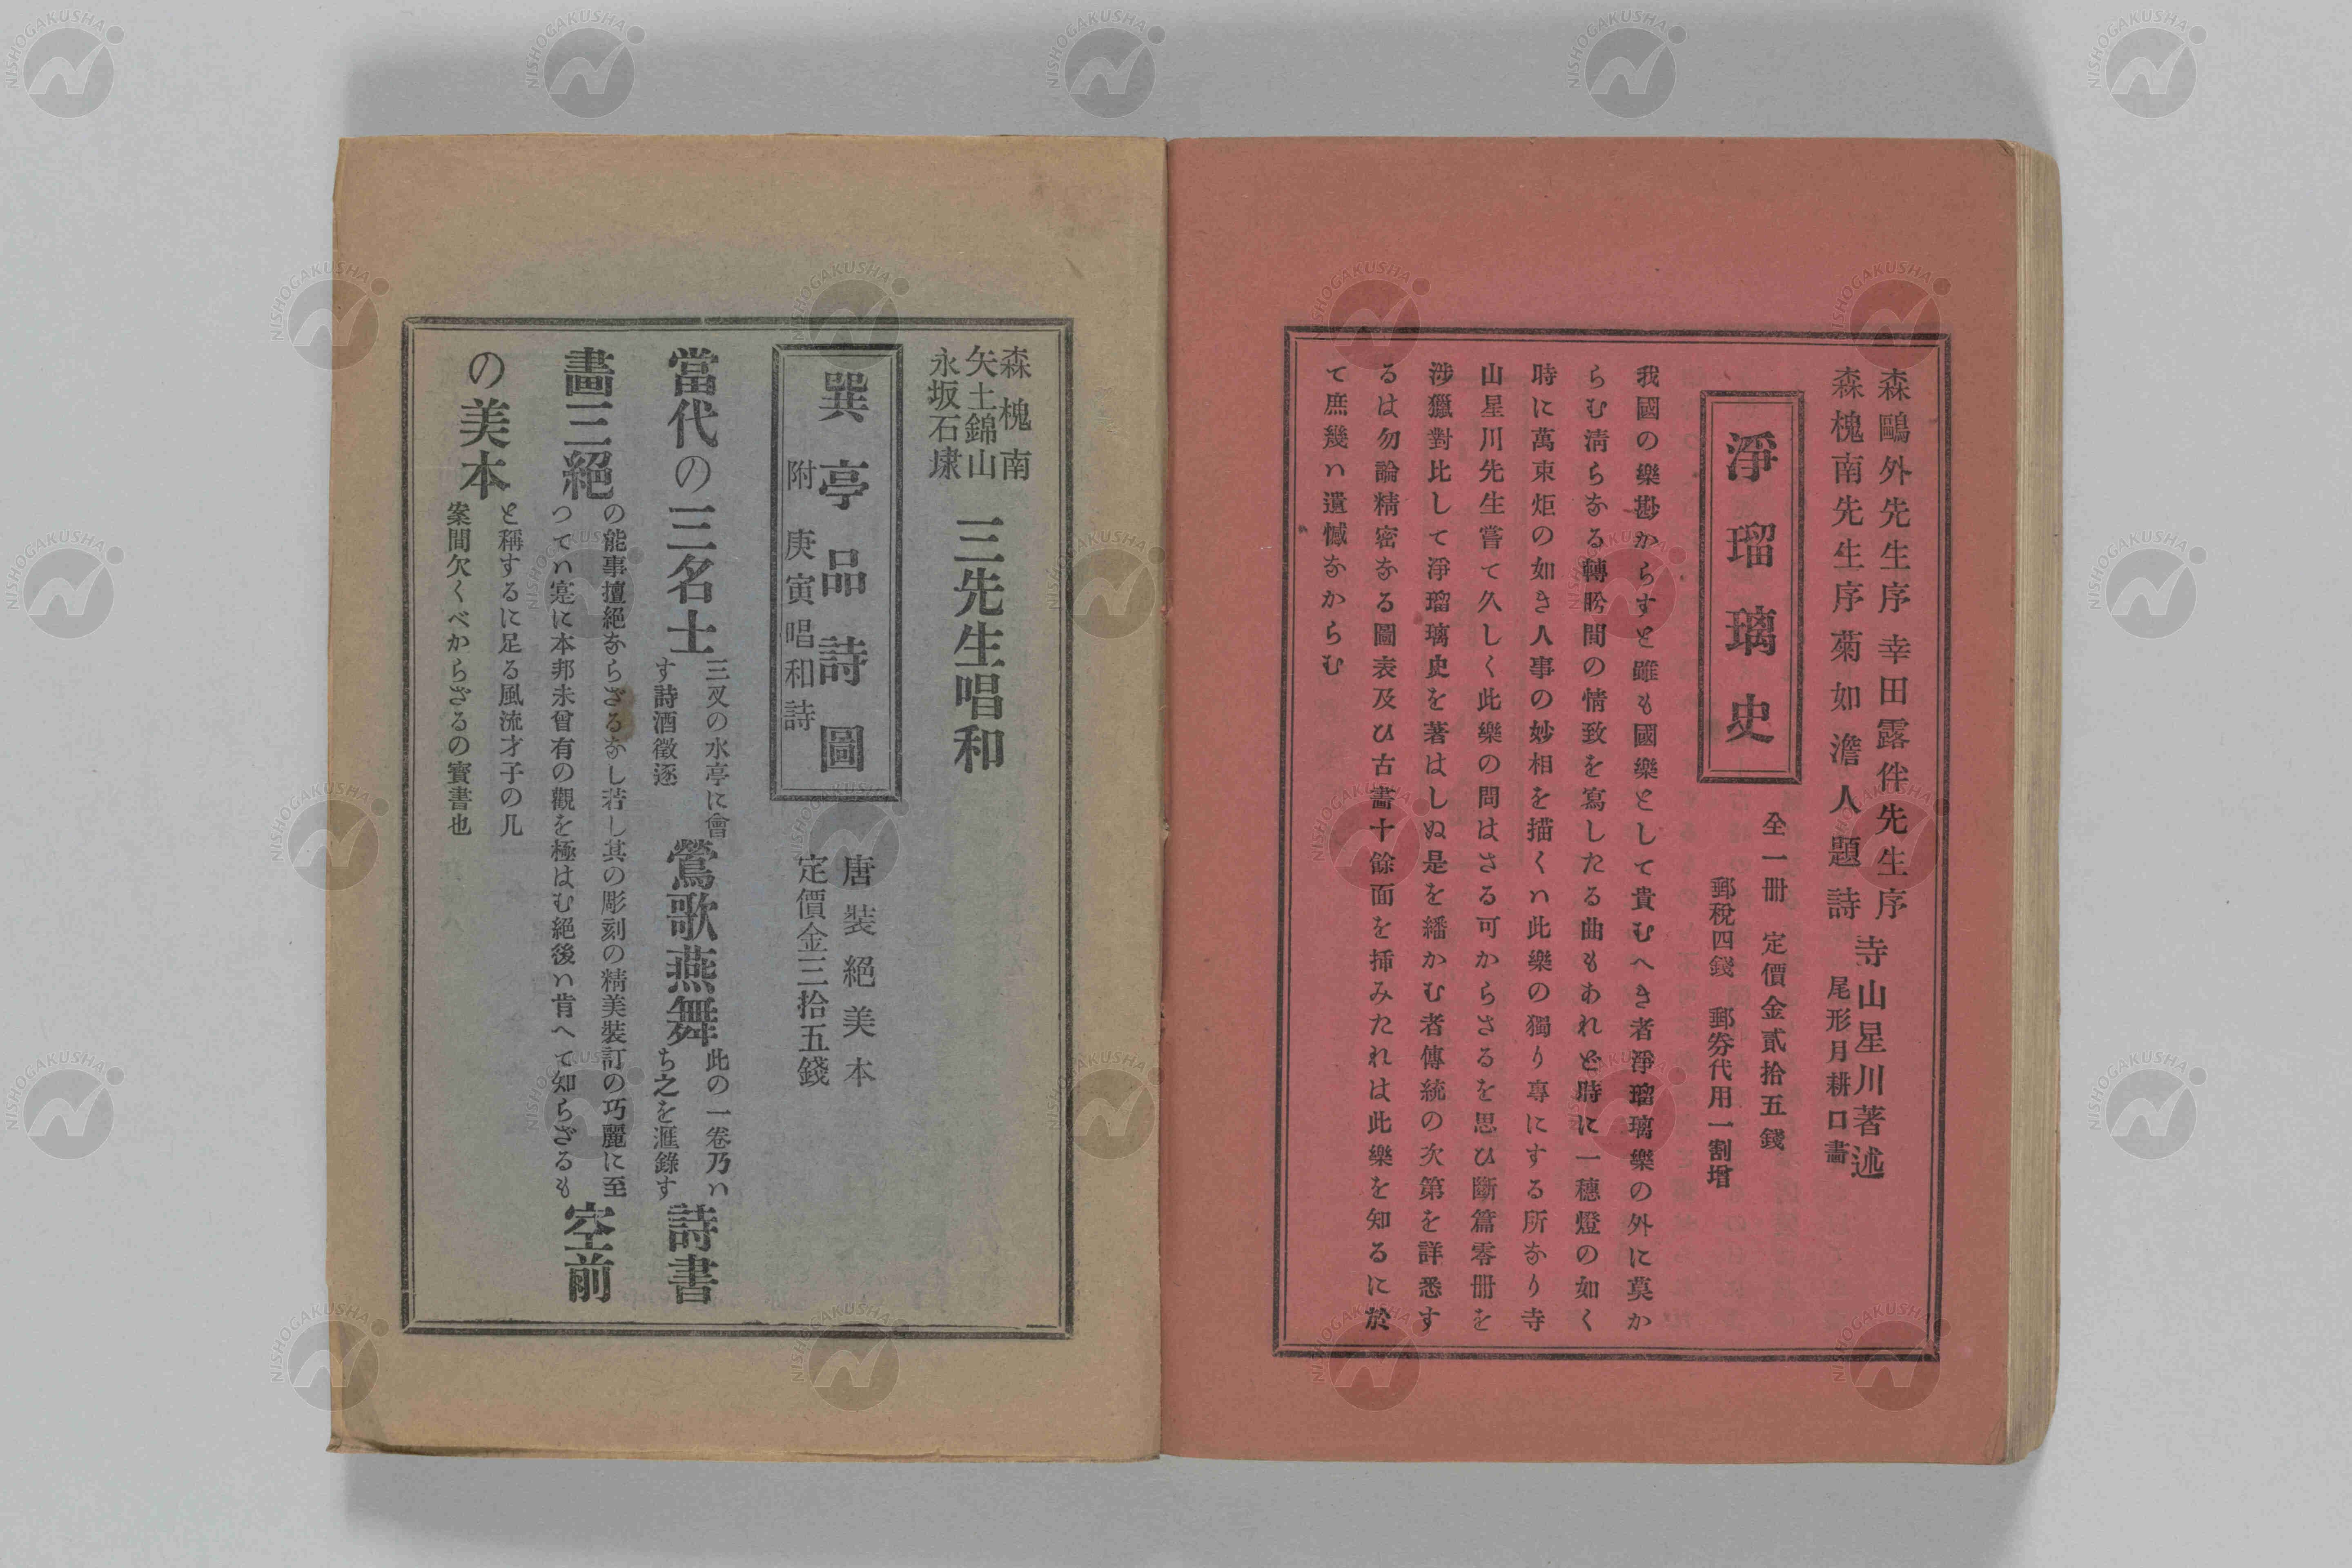 森鷗外先生序 幸田露伴先生序
森槐南先生序 菊如澹人題詩
寺山星川著述
尾形月耕口畵
淨瑠璃史
全一册 定價金貳拾五錢
郵稅四錢 郵券代用一割增
我國の樂尠からすと雖も國樂として貴むへき者淨瑠璃樂の外に莫か
らむ淸らなる轉眄間の情致を寫したる曲もあれど時に一穗燈の如く
時に萬束炬の如き人事の妙相を描くハ此樂の獨り專にする所なり寺
山星川先生嘗て久しく此樂の問はさる可からさるを思ひ斷篇零册を
涉獵對比して淨瑠璃史を著はしぬ是を繙かむ者傳統の次第を詳悉す
るは勿論精密なる圖表及ひ古畵十餘面を揷みたれは此樂を知るに於
て庶幾ハ遺憾なからむ
森槐南
矢土錦山
永坂石埭
三先生唱和
巽亭品詩圖
附 庚寅唱和詩
唐裝絕美本
定價金三拾五錢
當代の三名士三叉の水亭に會す詩酒徵逐鶯歌燕舞此の一卷乃ハち之を滙錄す詩書
畵三絕の能事擅絕ならざるなし若し其の彫刻の精美裝訂の巧麗に至つてハ寔に本邦未曾有の觀を極はむ絕後ハ肯へて知らざるも空前
の美本と稱するに足る風流才子の几案間欠くべからざるの寶書也
NISHOGAKUSHA